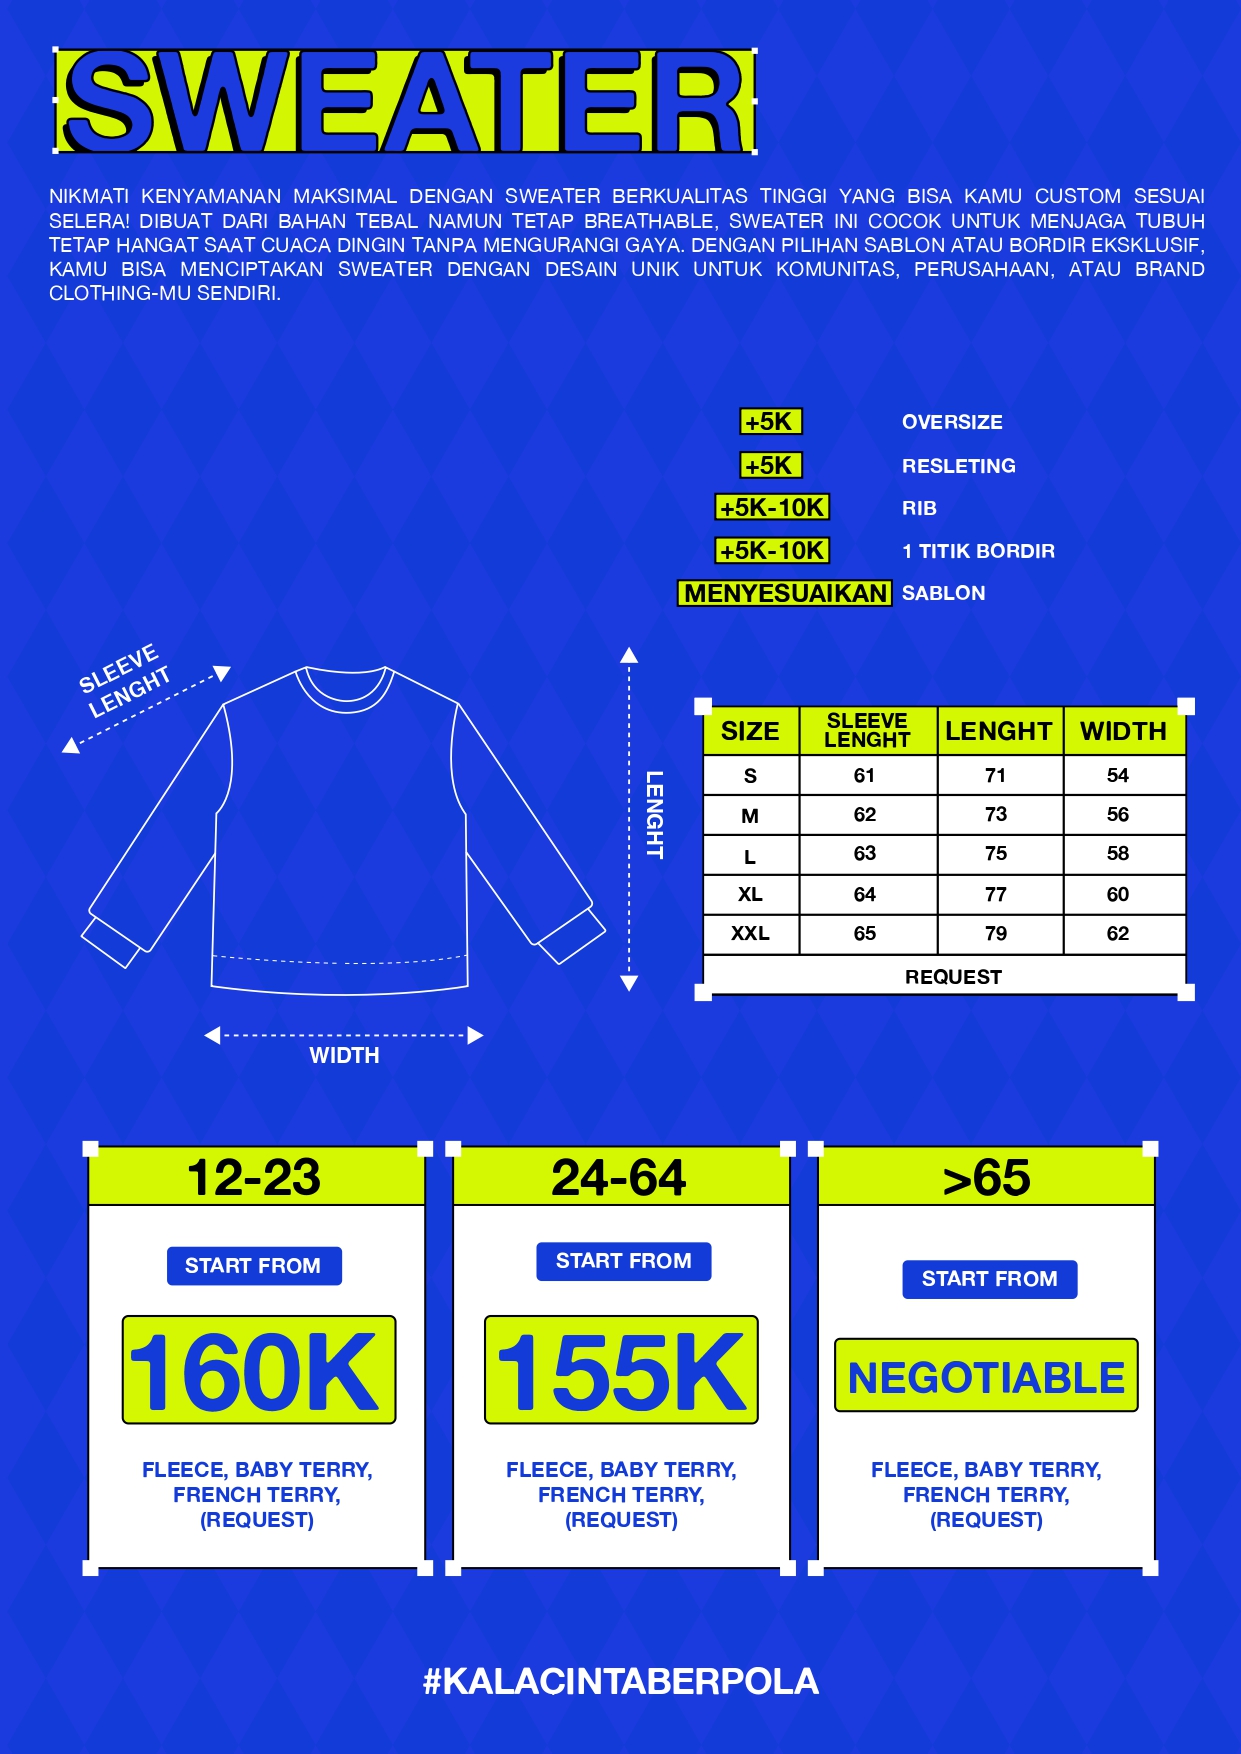 SWEATER
NIKMATI KENYAMANAN MAKSIMAL DENGAN SWEATER BERKUALITAS TINGGI YANG BISA KAMU CUSTOM SESUAI
SELERA! DIBUAT DARI BAHAN TEBAL NAMUN TETAP BREATHABLE, SWEATER INI COCOK UNTUK MENJAGA TUBUH
TETAP HANGAT SAAT CUACA DINGIN TANPA MENGURANGI GAYA. DENGAN PILIHAN SABLON ATAU BORDIR EKSKLUSIF,
KAMU BISA MENCIPTAKAN SWEATER DENGAN DESAIN UNIK UNTUK KOMUNITAS, PERUSAHAAN, ATAU BRAND
CLOTHING-MU SENDIRI.
+5K OVERSIZE
+5K RESLETING
+5K-10K RIB
+5K-10K 1 TITIK BORDIR
MENYESUAIKAN SABLON
SLEEVE
LENGHT
LENGHT
WIDTH
SIZE SLEEVE LENGHT LENGHT WIDTH
S 61 71 54
M 62 73 56
L 63 75 58
XL 64 77 60
XXL 65 79 62
REQUEST
12-23
START FROM
160K
FLEECE, BABY TERRY,
FRENCH TERRY,
(REQUEST)
24-64
START FROM
155K
FLEECE, BABY TERRY,
FRENCH TERRY,
(REQUEST)
>65
START FROM
NEGOTIABLE
FLEECE, BABY TERRY,
FRENCH TERRY,
(REQUEST)
#KALACINTABERPOLA